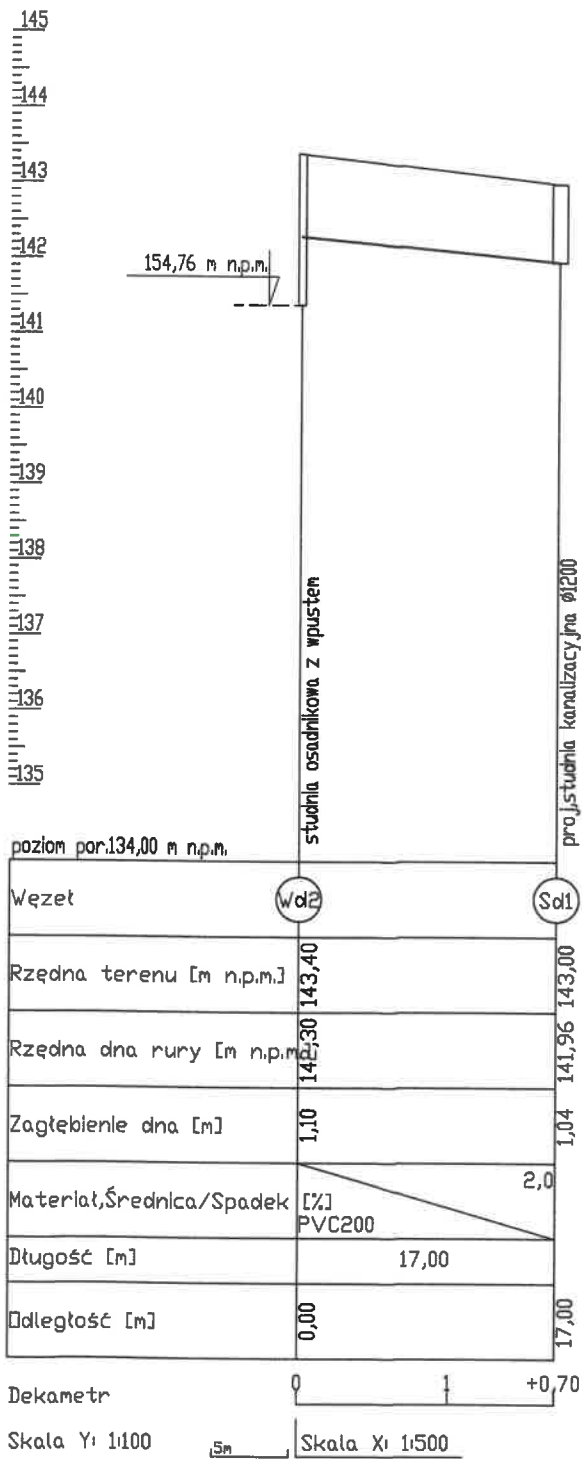 145
144
143
142
154,76 m n.p.m.
141
140
139
138
137
136
135
studnia osadnikowa z wpustem
proj.studnia kanalizacyjna ø1200
poziom por.134,00 m n.p.m.
Węzeł Wd2 Sd1
Rzędna terenu [m n.p.m.] 143,40 143,00
Rzędna dna rury [m n.p.m.] 142,30 141,96
Zagłębienie dna [m] 1,10 1,04
Materiał,Średnica/Spadek [%] PVC200 2,0
Długość [m] 17,00
Odległość [m] 0,00 17,00
Dekametr 0 1 +0,70
Skala Y: 1:100 5m Skala X: 1:500